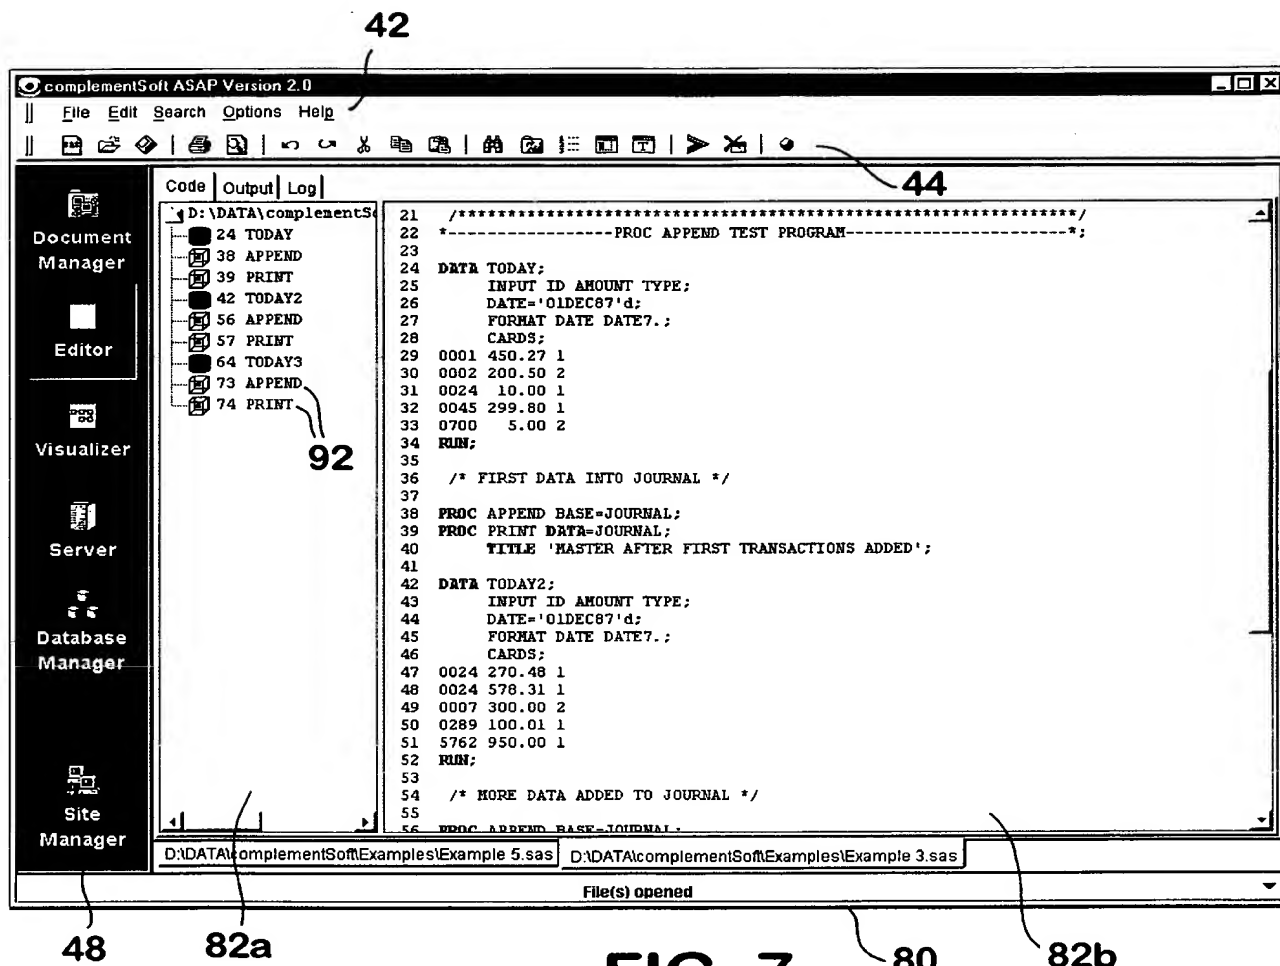 42
complementSoft ASAP Version 2.0
File Edit Search Options Help
44
Document Manager
Editor
Visualizer
Server
Database Manager
Site Manager
Code Output Log
D:\DATA\complementS
24 TODAY
38 APPEND
39 PRINT
42 TODAY2
56 APPEND
57 PRINT
64 TODAY3
73 APPEND
74 PRINT
92
21 /***************************************************************************/
22 *-----------------PROC APPEND TEST PROGRAM-----------------------*;
23
24 DATA TODAY;
25 INPUT ID AMOUNT TYPE;
26 DATE='01DEC87'd;
27 FORMAT DATE DATE7.;
28 CARDS;
29 0001 450.27 1
30 0002 200.50 2
31 0024 10.00 1
32 0045 299.80 1
33 0700 5.00 2
34 RUN;
35
36 /* FIRST DATA INTO JOURNAL */
37
38 PROC APPEND BASE=JOURNAL;
39 PROC PRINT DATA=JOURNAL;
40 TITLE 'MASTER AFTER FIRST TRANSACTIONS ADDED';
41
42 DATA TODAY2;
43 INPUT ID AMOUNT TYPE;
44 DATE='01DEC87'd;
45 FORMAT DATE DATE7.;
46 CARDS;
47 0024 270.48 1
48 0024 578.31 1
49 0007 300.00 2
50 0289 100.01 1
51 5762 950.00 1
52 RUN;
53
54 /* MORE DATA ADDED TO JOURNAL */
55
56 PROC APPEND BASE=JOURNAL;
D:\DATA\complementSoft\Examples\Example 5.sas D:\DATA\complementSoft\Examples\Example 3.sas
File(s) opened
48 82a FIG. 7 80 82b